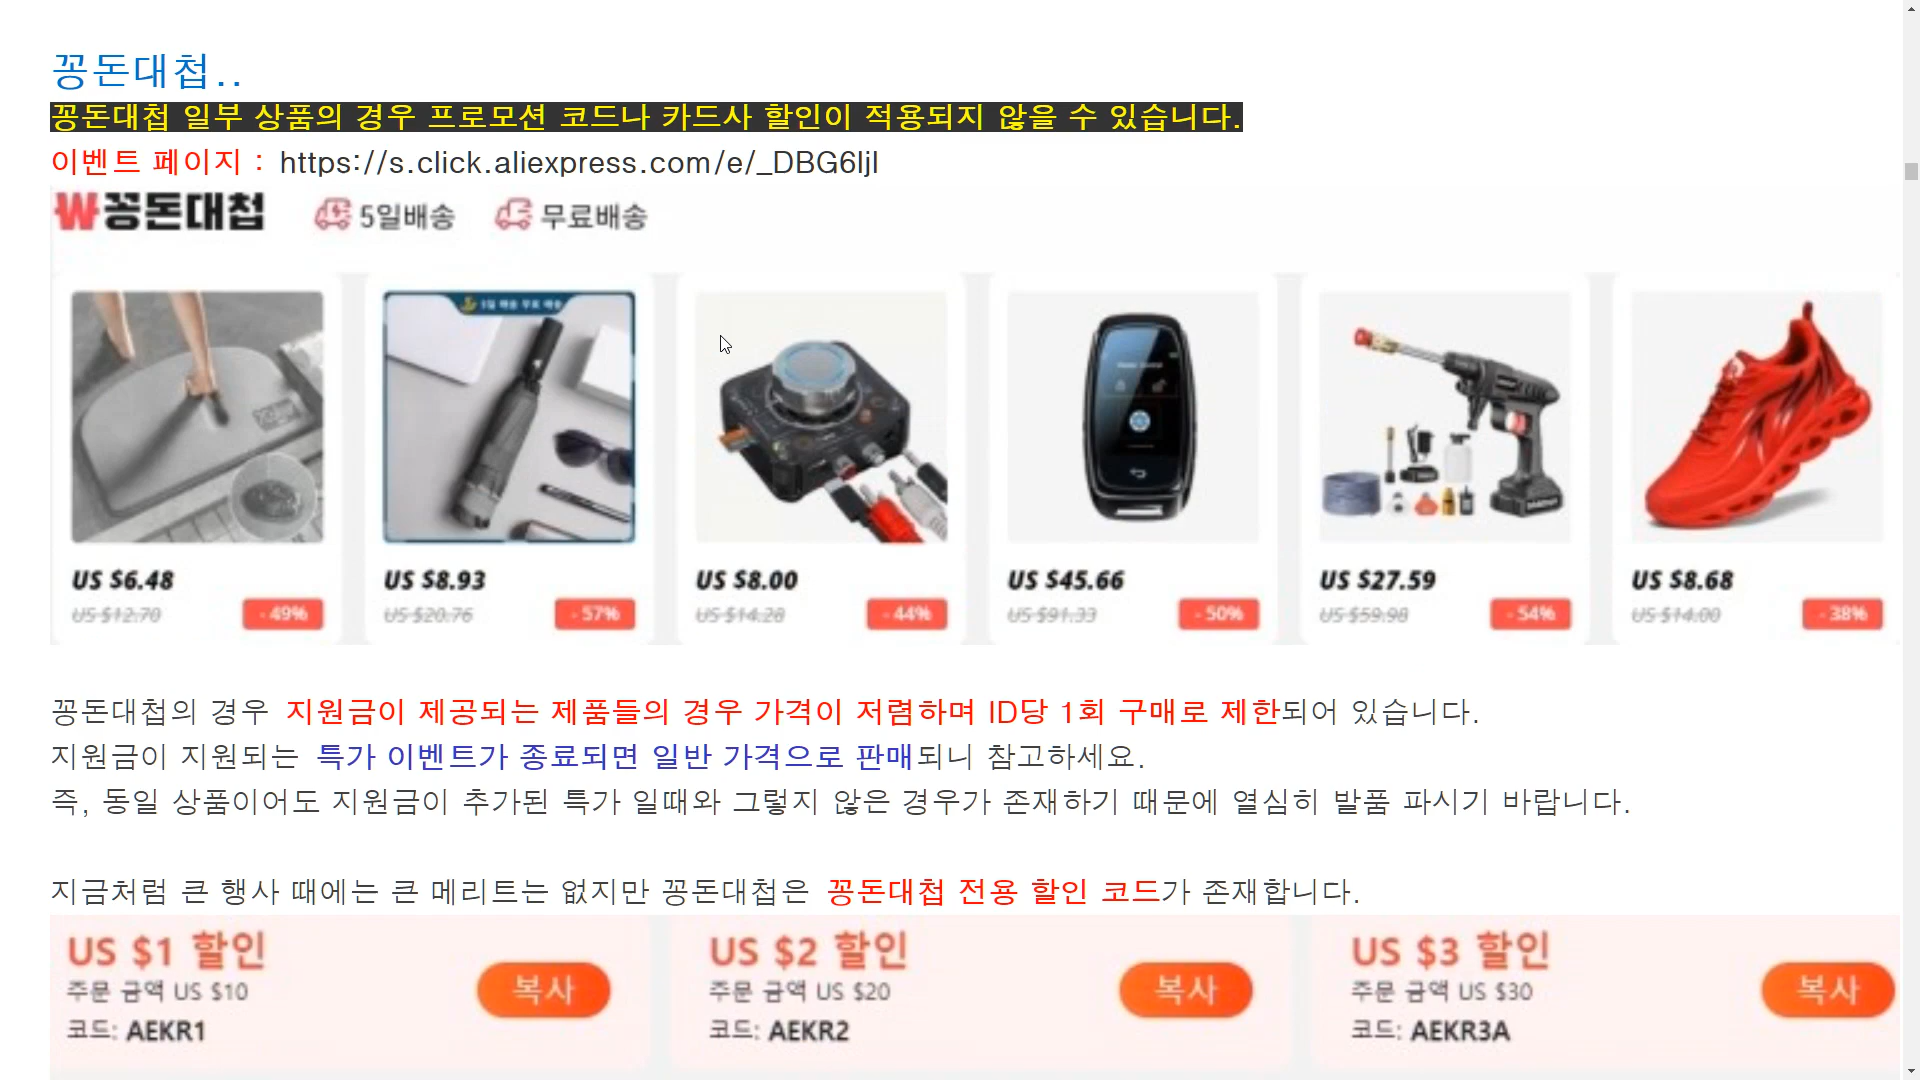 꽁돈대첩..
꽁돈대첩 일부 상품의 경우 프로모션 코드나 카드사 할인이 적용되지 않을 수 있습니다.
이벤트 페이지 : https://s.click.aliexpress.com/e/_DBG6ljl
₩꽁돈대첩 5일배송 무료배송
5일 배송 무료 배송
US $6.48 US $8.93 US $8.00 US $45.66 US $27.59 US $8.68
US $12.70 - 49% US $20.76 - 57% US $14.28 - 44% US $91.33 - 50% US $59.98 - 54% US $14.00 - 38%
꽁돈대첩의 경우 지원금이 제공되는 제품들의 경우 가격이 저렴하며 ID당 1회 구매로 제한되어 있습니다.
지원금이 지원되는 특가 이벤트가 종료되면 일반 가격으로 판매되니 참고하세요.
즉, 동일 상품이어도 지원금이 추가된 특가 일때와 그렇지 않은 경우가 존재하기 때문에 열심히 발품 파시기 바랍니다.
지금처럼 큰 행사 때에는 큰 메리트는 없지만 꽁돈대첩은 꽁돈대첩 전용 할인 코드가 존재합니다.
US $1 할인 US $2 할인 US $3 할인
주문 금액 US $10 복사 주문 금액 US $20 복사 주문 금액 US $30 복사
코드: AEKR1 코드: AEKR2 코드: AEKR3A